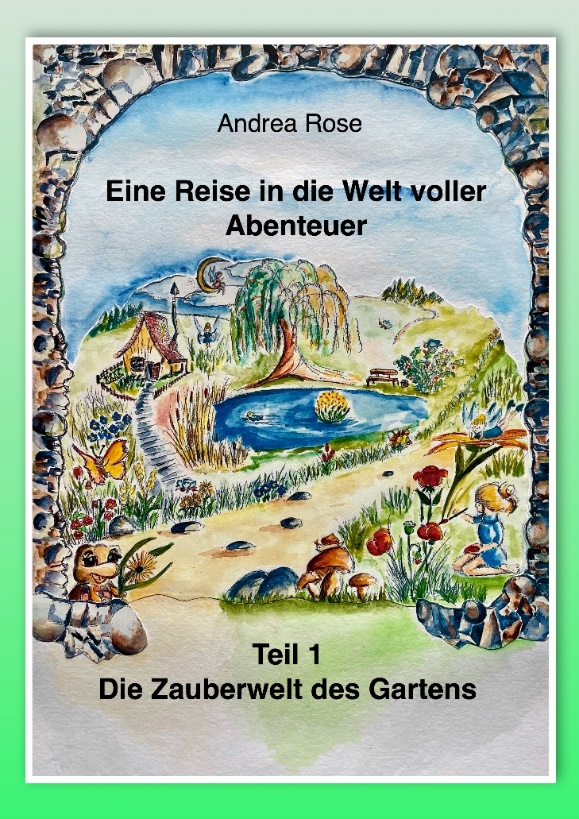 Andrea Rose
Eine Reise in die Welt voller
Abenteuer
Teil 1
Die Zauberwelt des Gartens